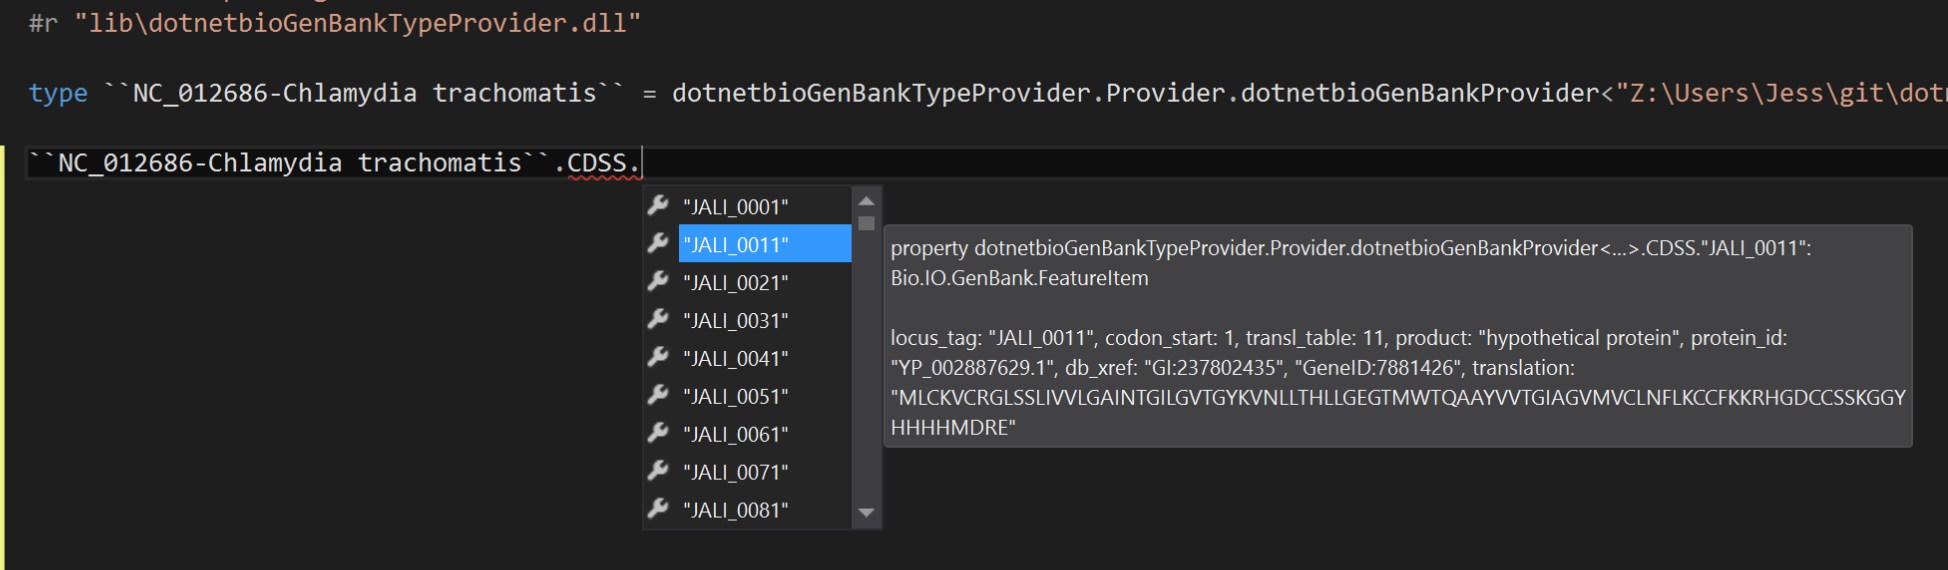 #r "lib\dotnetbioGenBankTypeProvider.dll"
type ``NC_012686-Chlamydia trachomatis`` = dotnetbioGenBankTypeProvider.Provider.dotnetbioGenBankProvider<"Z:\Users\Jess\git\dot
``NC_012686-Chlamydia trachomatis``.CDSS.
"JALI_0001"
"JALI_0011"
"JALI_0021"
"JALI_0031"
"JALI_0041"
"JALI_0051"
"JALI_0061"
"JALI_0071"
"JALI_0081"
property dotnetbioGenBankTypeProvider.Provider.dotnetbioGenBankProvider<...>.CDSS."JALI_0011":
Bio.IO.GenBank.FeatureItem
locus_tag: "JALI_0011", codon_start: 1, transl_table: 11, product: "hypothetical protein", protein_id:
"YP_002887629.1", db_xref: "GI:237802435", "GeneID:7881426", translation:
"MLCKVCRGLSSLIVVLGAINTGILGVTGYKVNLLTHLLGEGTMWTQAAYVVTGIAGVMVCLNFLKCCFKKRHGDCCSSKGGY
HHHHMDRE"